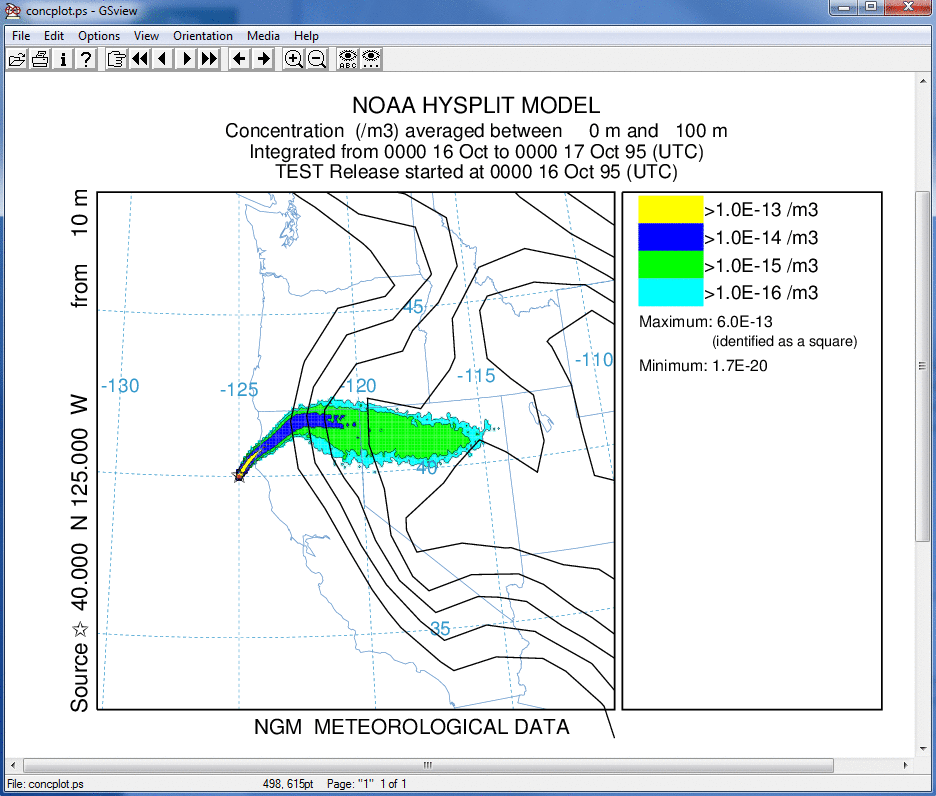 concplot.ps - GSview
File Edit Options View Orientation Media Help
ABC
NOAA HYSPLIT MODEL
Concentration (/m3) averaged between 0 m and 100 m
Integrated from 0000 16 Oct to 0000 17 Oct 95 (UTC)
TEST Release started at 0000 16 Oct 95 (UTC)
Source ☆ 40.000 N 125.000 W from 10 m
45
-130
-125
-120
-115
-110
40
35
>1.0E-13 /m3
>1.0E-14 /m3
>1.0E-15 /m3
>1.0E-16 /m3
Maximum: 6.0E-13
(identified as a square)
Minimum: 1.7E-20
NGM METEOROLOGICAL DATA
File: concplot.ps 498, 615pt Page: "1" 1 of 1